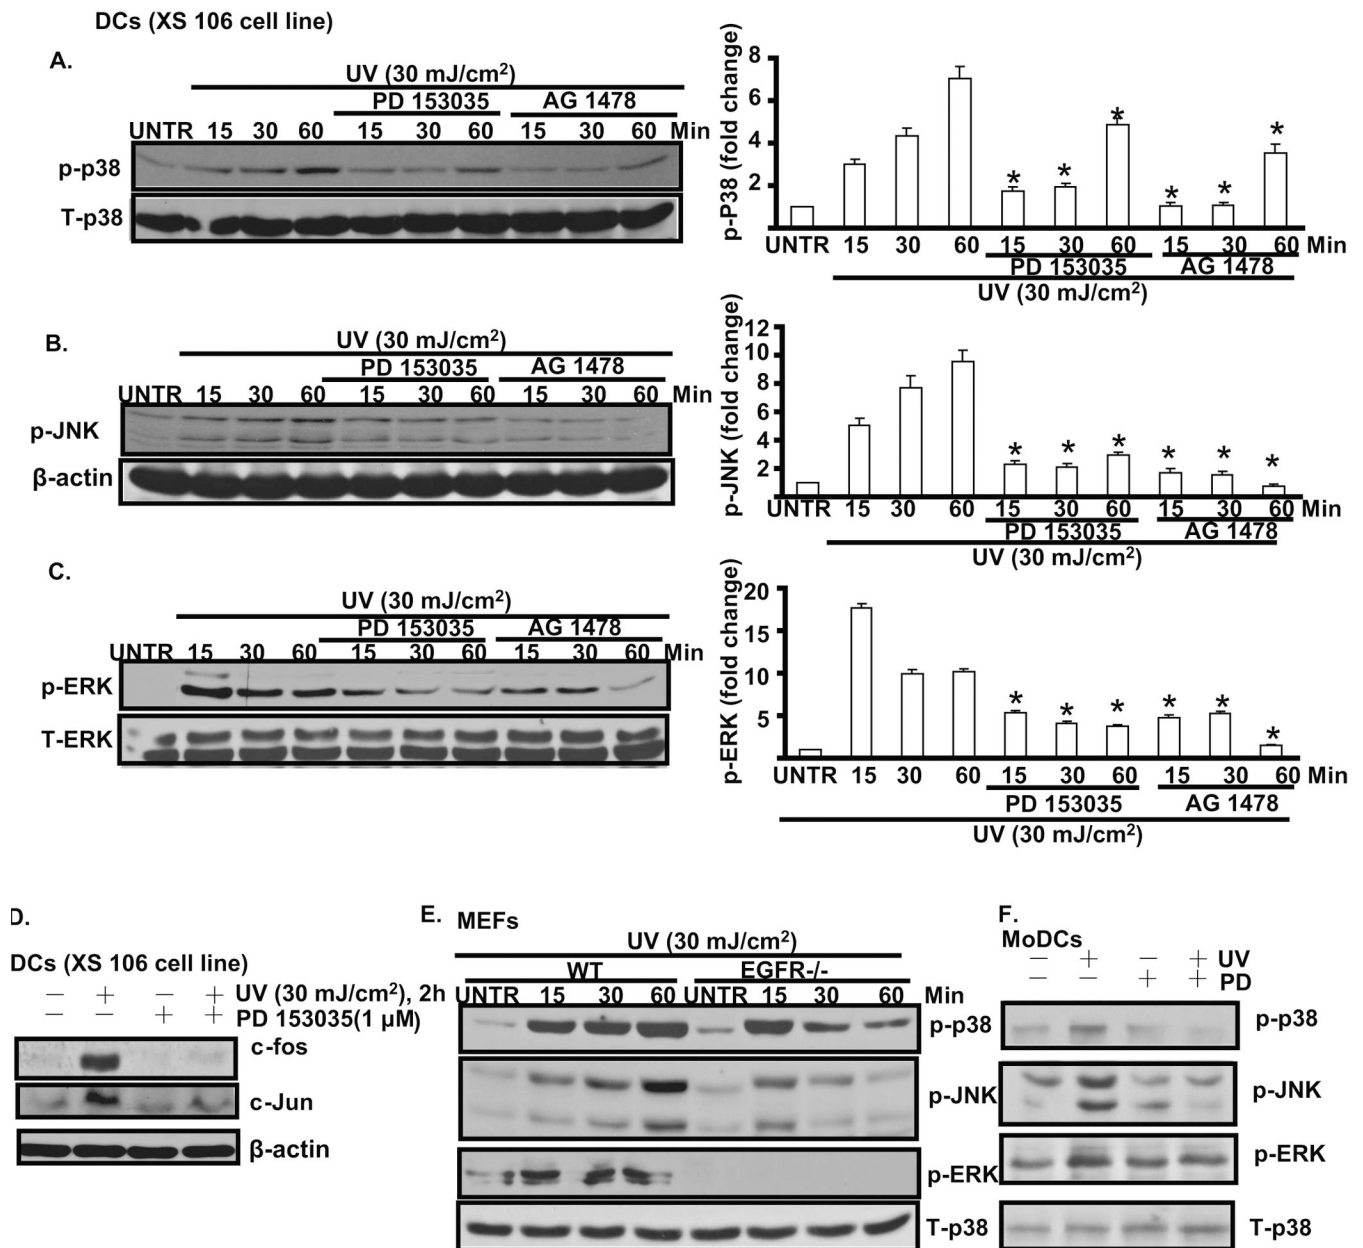 DCs (XS 106 cell line)
A.
UV (30 mJ/cm2)
PD 153035 AG 1478
UNTR 15 30 60 15 30 60 15 30 60 Min
p-p38
T-p38
p-P38 (fold change)
8
6
4
2
* * * * * *
UNTR 15 30 60 15 30 60 15 30 60 Min
PD 153035 AG 1478
UV (30 mJ/cm2)
B.
UV (30 mJ/cm2)
PD 153035 AG 1478
UNTR 15 30 60 15 30 60 15 30 60 Min
p-JNK
β-actin
p-JNK (fold change)
12
10
8
6
4
2
* * * * * *
UNTR 15 30 60 15 30 60 15 30 60 Min
PD 153035 AG 1478
UV (30 mJ/cm2)
C.
UV (30 mJ/cm2)
PD 153035 AG 1478
UNTR 15 30 60 15 30 60 15 30 60 Min
p-ERK
T-ERK
p-ERK (fold change)
20
15
10
5
* * * * * *
UNTR 15 30 60 15 30 60 15 30 60 Min
PD 153035 AG 1478
UV (30 mJ/cm2)
D.
DCs (XS 106 cell line)
– + – + UV (30 mJ/cm2), 2h
– – + + PD 153035(1 µM)
c-fos
c-Jun
β-actin
E. MEFs
UV (30 mJ/cm2)
WT EGFR-/-
UNTR 15 30 60 UNTR 15 30 60 Min
p-p38
p-JNK
p-ERK
T-p38
F.
MoDCs
– + – + UV
– – + + PD
p-p38
p-JNK
p-ERK
T-p38